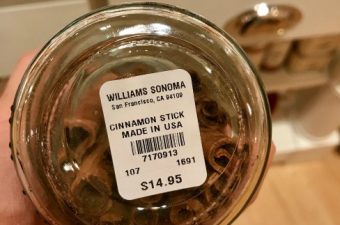 WILLIAMS SONOMA
San Francisco, CA 94109
CINNAMON STICK
MADE IN USA
7170913
107 1691
$14.95